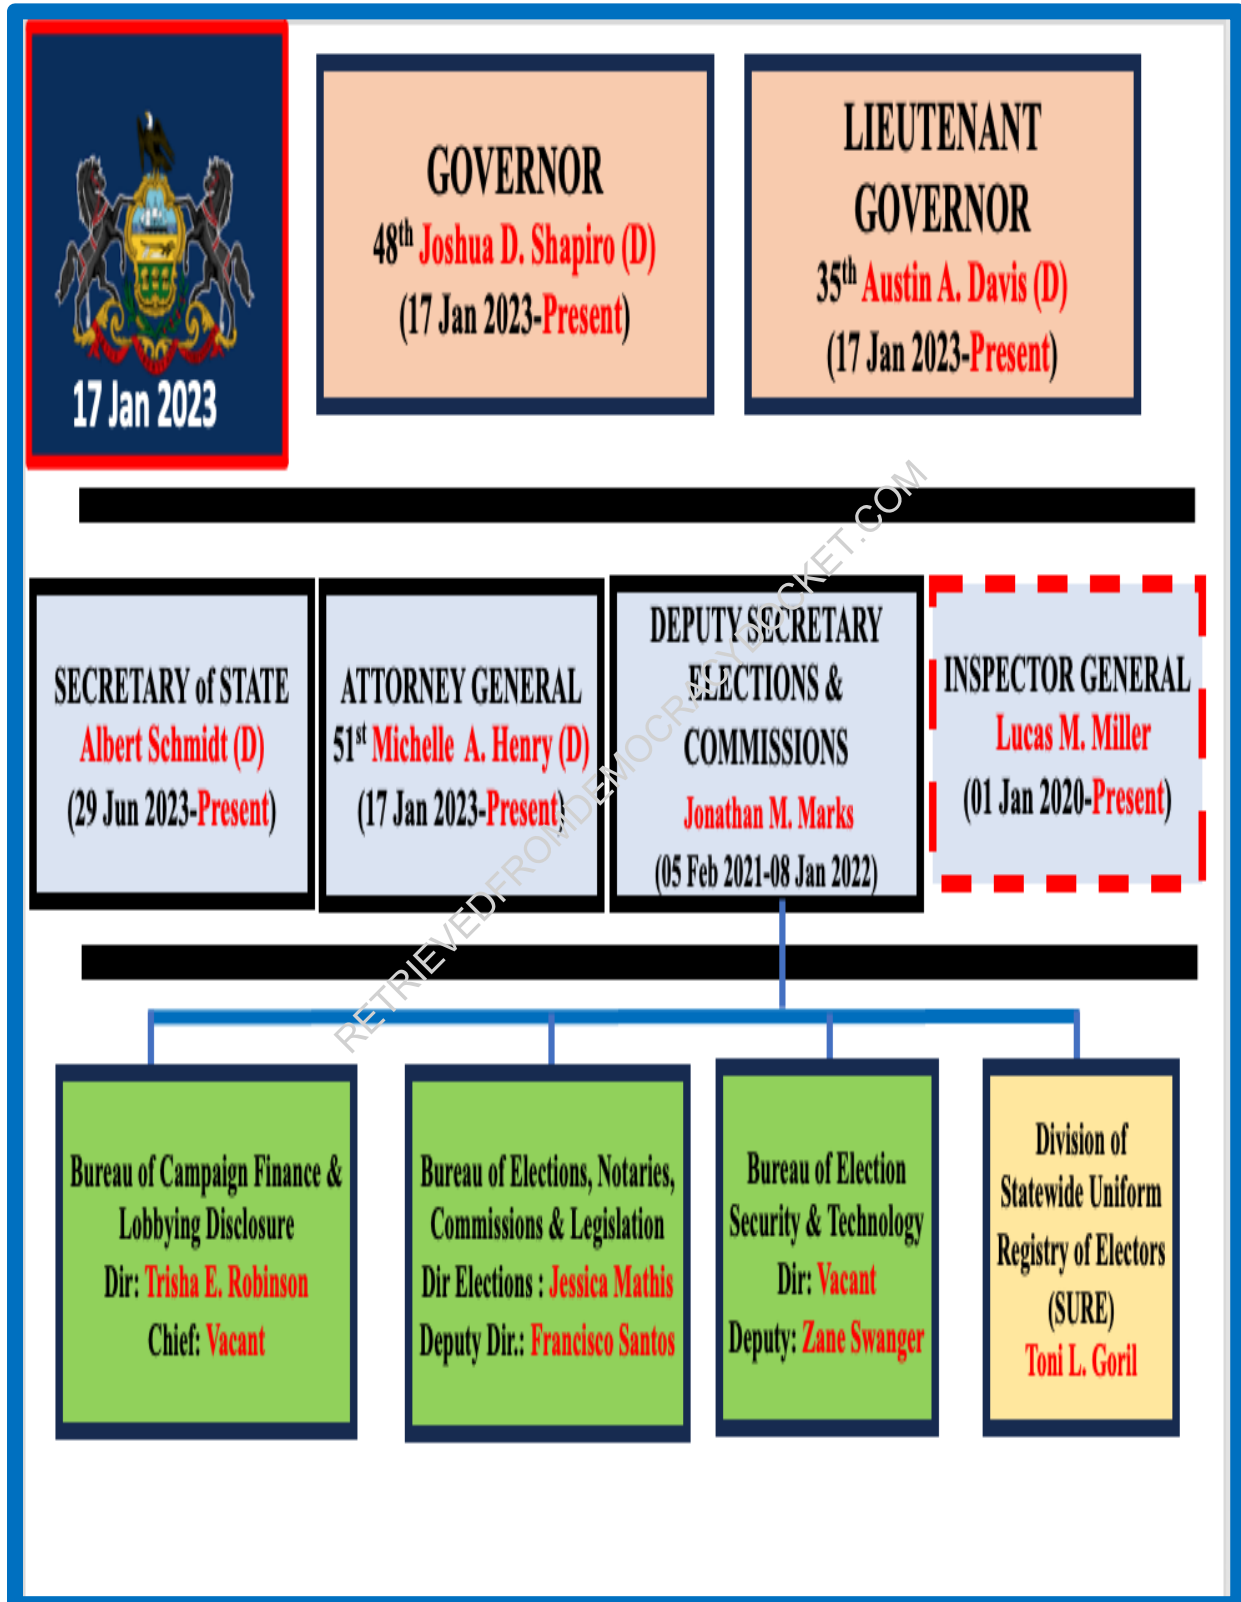 17 Jan 2023
GOVERNOR
48th Joshua D. Shapiro (D)
(17 Jan 2023-Present)
LIEUTENANT
GOVERNOR
35th Austin A. Davis (D)
(17 Jan 2023-Present)
SECRETARY of STATE
Albert Schmidt (D)
(29 Jun 2023-Present)
ATTORNEY GENERAL
51st Michelle A. Henry (D)
(17 Jan 2023-Present)
DEPUTY SECRETARY
ELECTIONS &
COMMISSIONS
Jonathan M. Marks
(05 Feb 2021-08 Jan 2022)
INSPECTOR GENERAL
Lucas M. Miller
(01 Jan 2020-Present)
Bureau of Campaign Finance &
Lobbying Disclosure
Dir: Trisha E. Robinson
Chief: Vacant
Bureau of Elections, Notaries,
Commissions & Legislation
Dir Elections : Jessica Mathis
Deputy Dir.: Francisco Santos
Bureau of Election
Security & Technology
Dir: Vacant
Deputy: Zane Swanger
Division of
Statewide Uniform
Registry of Electors
(SURE)
Toni L. Goril
RETRIEVEDFROMDEMOCRACYDOCKET.COM